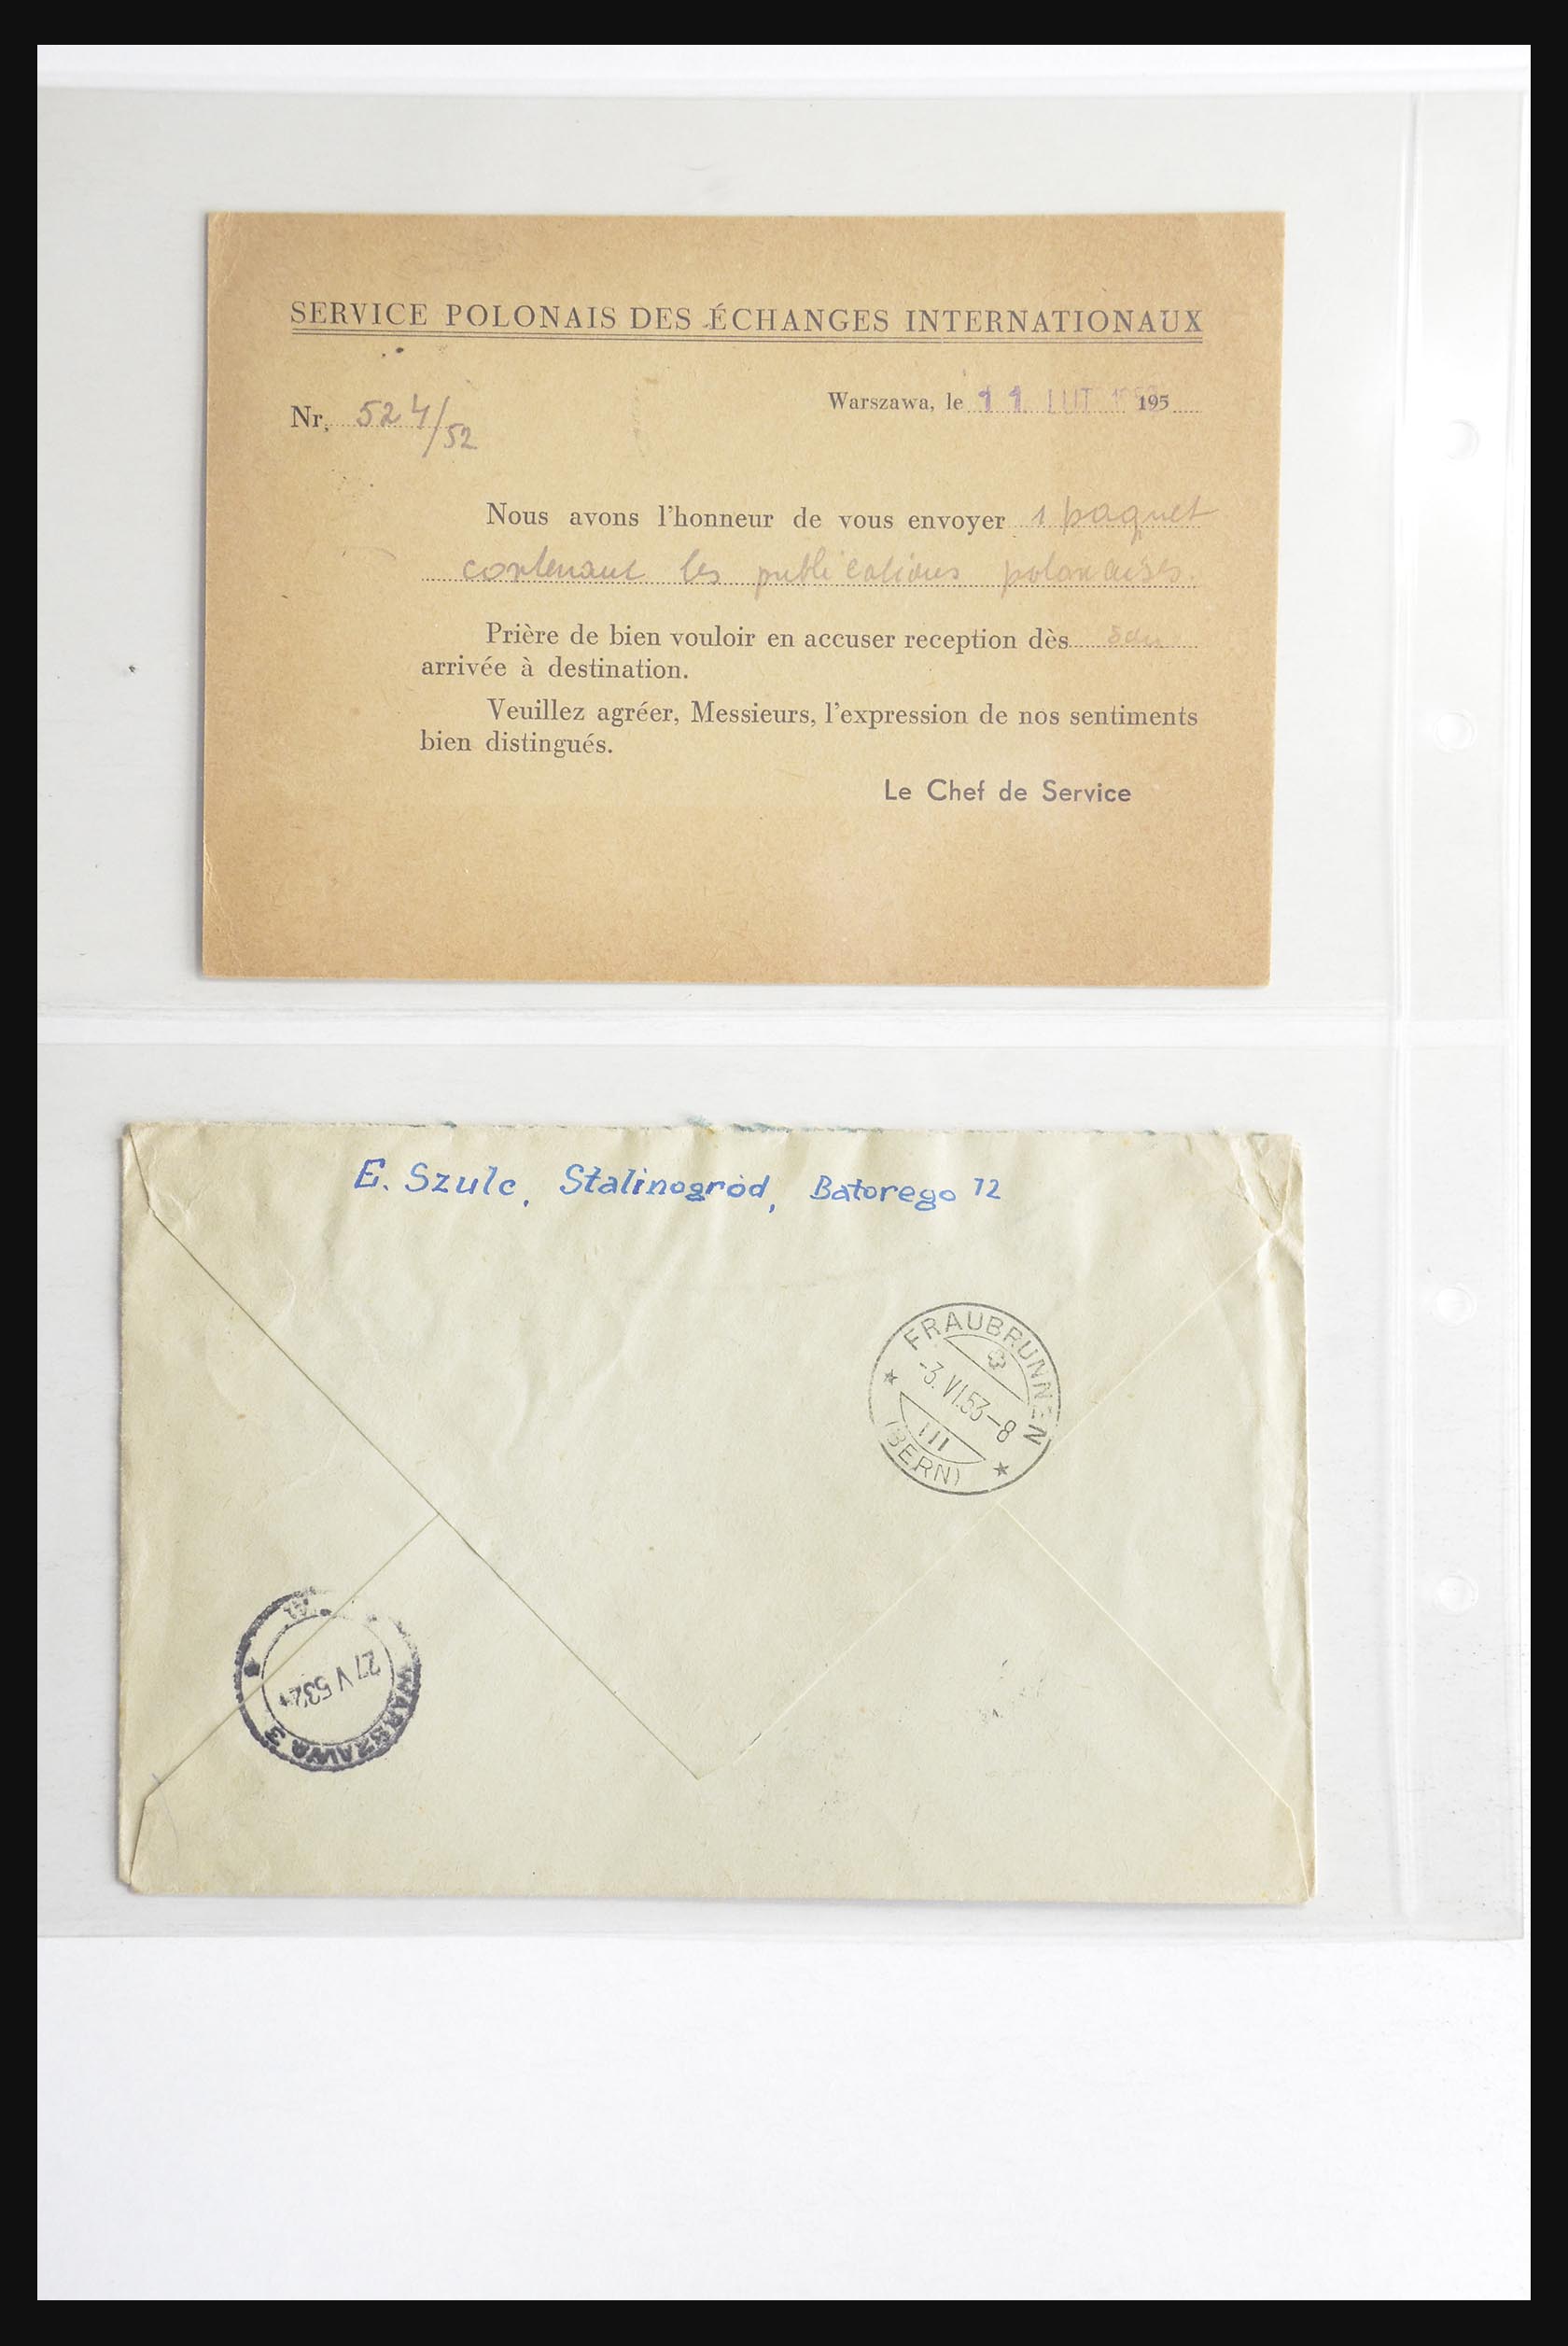 SERVICE POLONAIS DES ÉCHANGES INTERNATIONAUX
Nr. 524/52
Warszawa, le 11 LUT 195
Nous avons l'honneur de vous envoyer 1 paquet
contenant les publications polonaises.
Prière de bien vouloir en accuser reception dès
arrivée à destination.
Veuillez agréer, Messieurs, l'expression de nos sentiments
bien distingués.
Le Chef de Service
E. Szulc, Stalinogród, Batorego 12
FRAUBRUNNEN
-3.VI.53-8
III
(BERN)
WARSZAWA 3
27 V 53